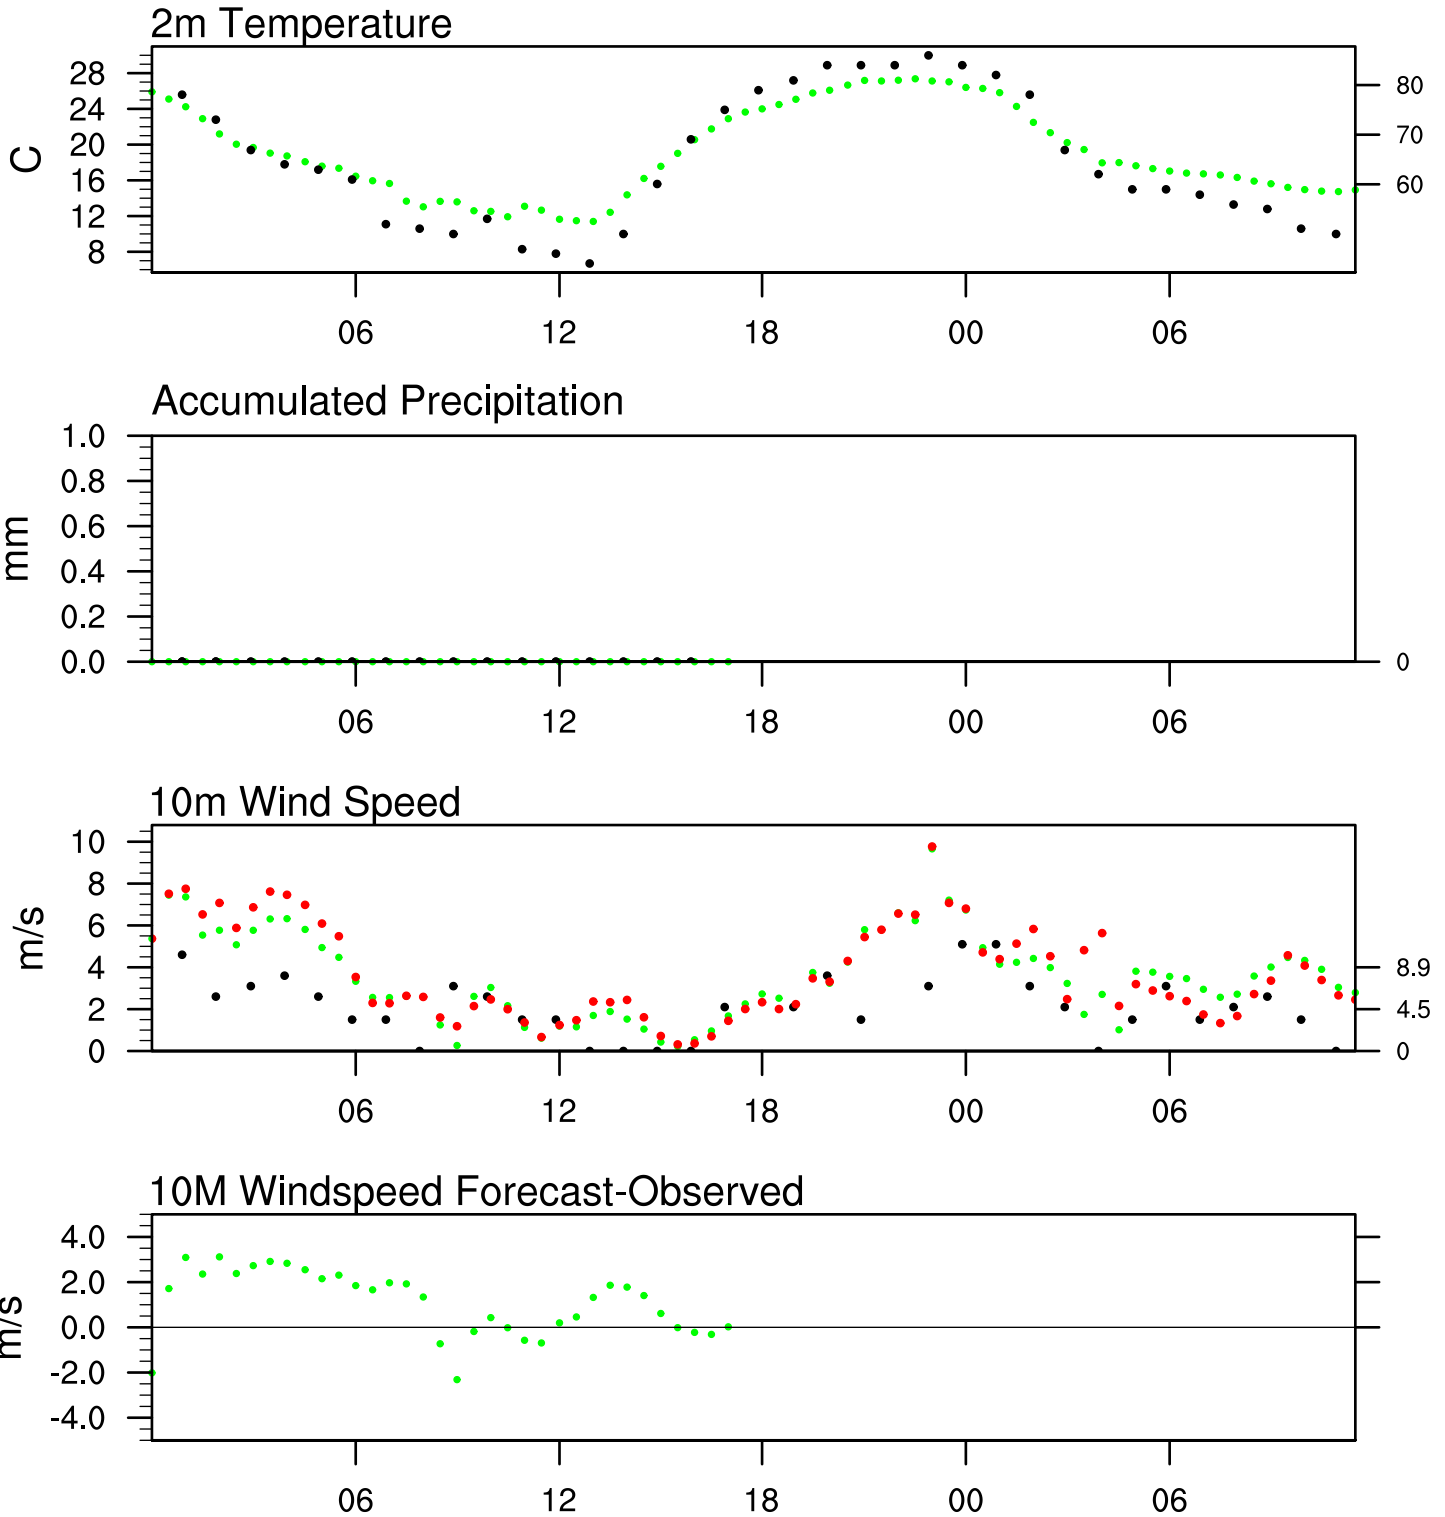 2m Temperature
28
24
20
16
12
8
C
80
70
60
06 12 18 00 06
Accumulated Precipitation
1.0
0.8
0.6
0.4
0.2
0.0
mm
0
06 12 18 00 06
10m Wind Speed
10
8
6
4
2
0
m/s
8.9
4.5
0
06 12 18 00 06
10M Windspeed Forecast-Observed
4.0
2.0
0.0
-2.0
-4.0
m/s
06 12 18 00 06